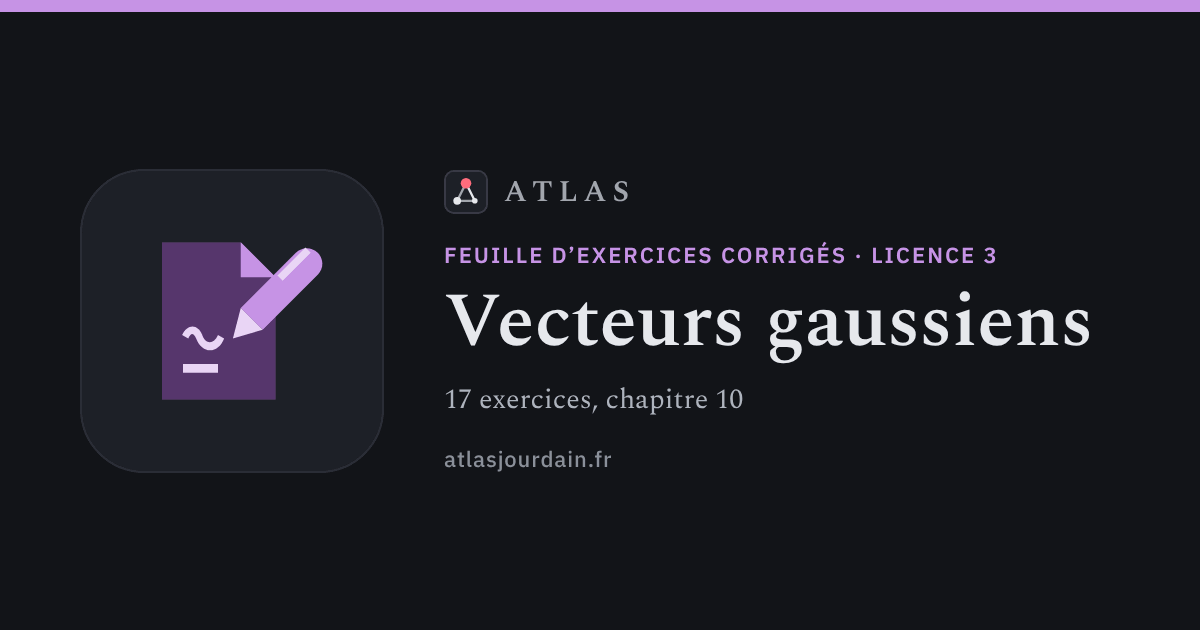 ATLAS
FEUILLE D’EXERCICES CORRIGÉS · LICENCE 3
Vecteurs gaussiens
17 exercices, chapitre 10
atlasjourdain.fr